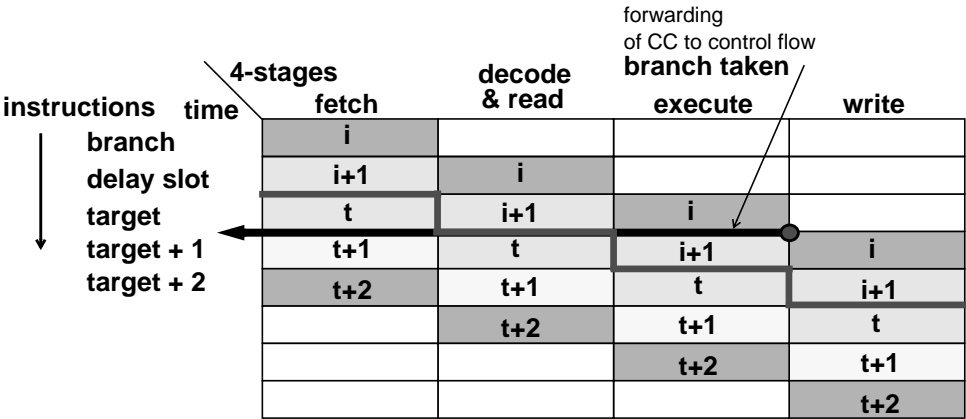 forwarding
of CC to control flow
branch taken
4-stages
decode
& read
instructions time fetch execute write
branch i
delay slot i+1 i
target t i+1 i
target + 1 t+1 t i+1 i
target + 2 t+2 t+1 t i+1
t+2 t+1 t
t+2 t+1
t+2